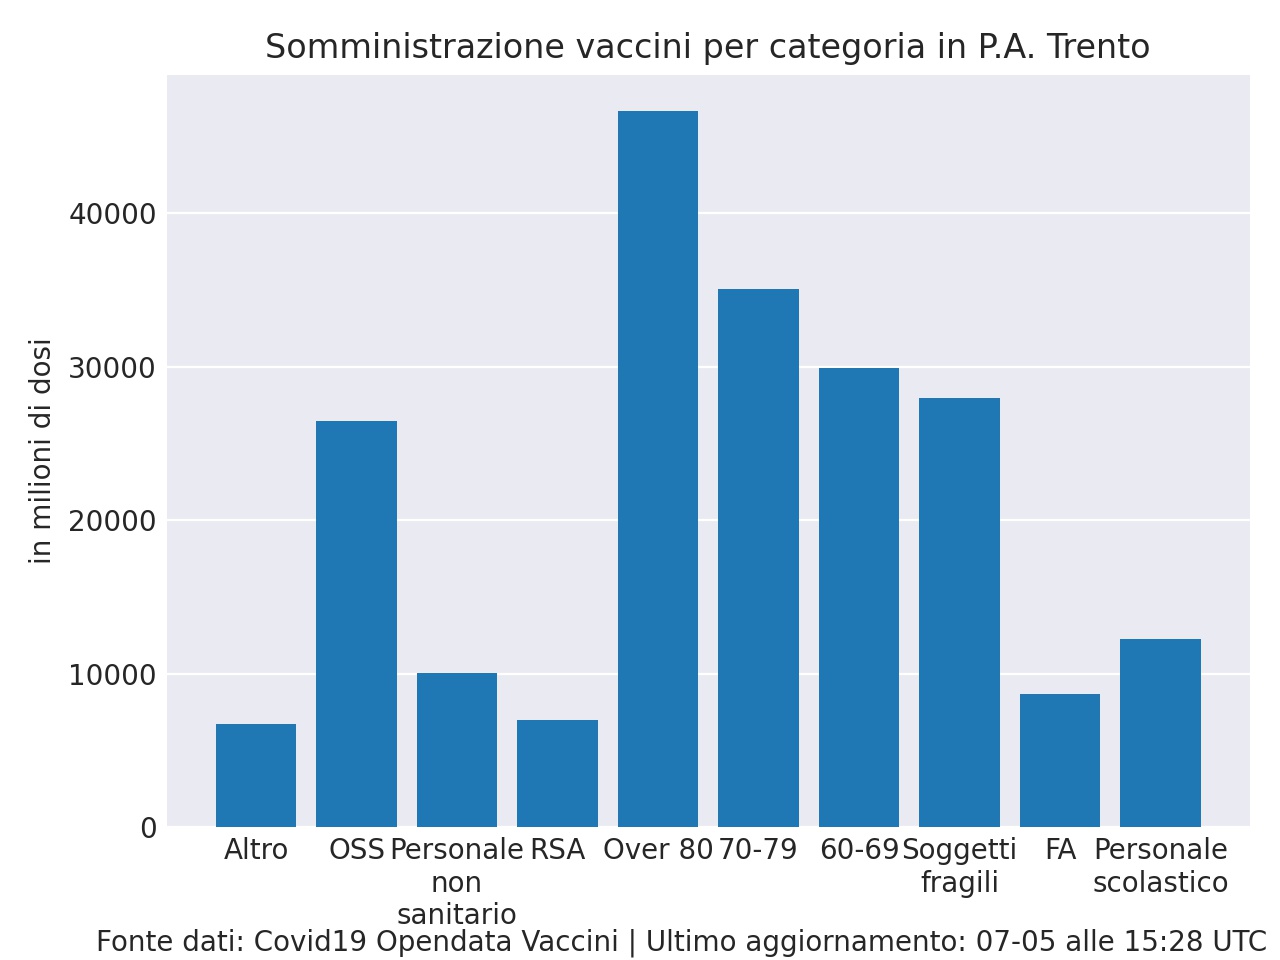 Somministrazione vaccini per categoria in P.A. Trento
in milioni di dosi
40000
30000
20000
10000
0
Altro OSS Personale RSA Over 80 70-79 60-69 Soggetti FA Personale
non fragili scolastico
sanitario
Fonte dati: Covid19 Opendata Vaccini | Ultimo aggiornamento: 07-05 alle 15:28 UTC